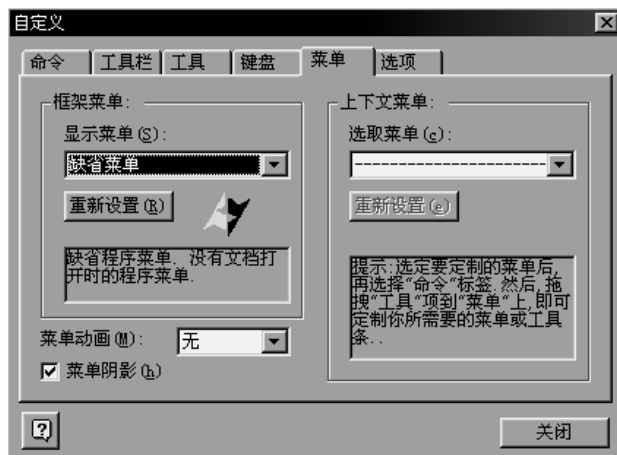 自定义
命令 工具栏 工具 键盘 菜单 选项
框架菜单:
显示菜单(S):
缺省菜单
重新设置(R)
缺省程序菜单. 没有文档打
开时的程序菜单.
菜单动画(M): 无
菜单阴影(h)
上下文菜单:
选取菜单(c):
------------------------
重新设置(e)
提示:选定要定制的菜单后,
再选择“命令”标签.然后,拖
拽“工具”项到“菜单”上,即可
定制你所需要的菜单或工具
条..
关闭